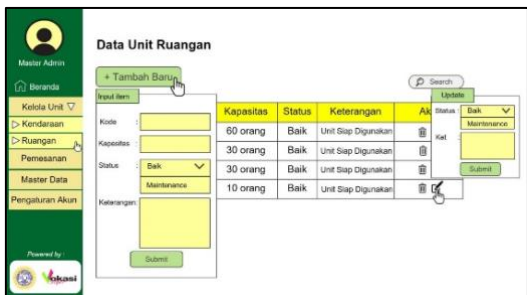 Master Admin
Beranda
Kelola Unit
Kendaraan
Ruangan
Pemesanan
Master Data
Pengaturan Akun
Powered by :
Vokasi
Data Unit Ruangan
+ Tambah Baru
Search
Input item
Kode :
Kapasitas :
Status : Baik
Maintenance
Keterangan:
Submit
Kapasitas Status Keterangan Ak
60 orang Baik Unit Siap Digunakan
30 orang Baik Unit Siap Digunakan
30 orang Baik Unit Siap Digunakan
10 orang Baik Unit Siap Digunakan
Update
Status : Baik
Maintenance
Ket :
Submit